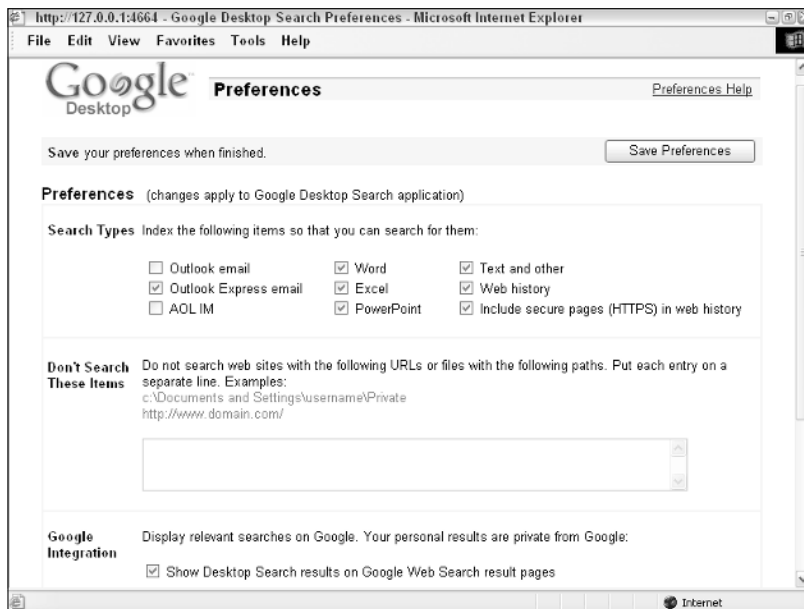 http://127.0.0.1:4664 - Google Desktop Search Preferences - Microsoft Internet Explorer
File Edit View Favorites Tools Help
Google
Desktop
Preferences
Preferences Help
Save your preferences when finished.
Save Preferences
Preferences (changes apply to Google Desktop Search application)
Search Types Index the following items so that you can search for them:
Outlook email Word Text and other
Outlook Express email Excel Web history
AOL IM PowerPoint Include secure pages (HTTPS) in web history
Don't Search These Items
Do not search web sites with the following URLs or files with the following paths. Put each entry on a
separate line. Examples:
c:\Documents and Settings\username\Private
http://www.domain.com/
Google Integration
Display relevant searches on Google. Your personal results are private from Google:
Show Desktop Search results on Google Web Search result pages
Internet